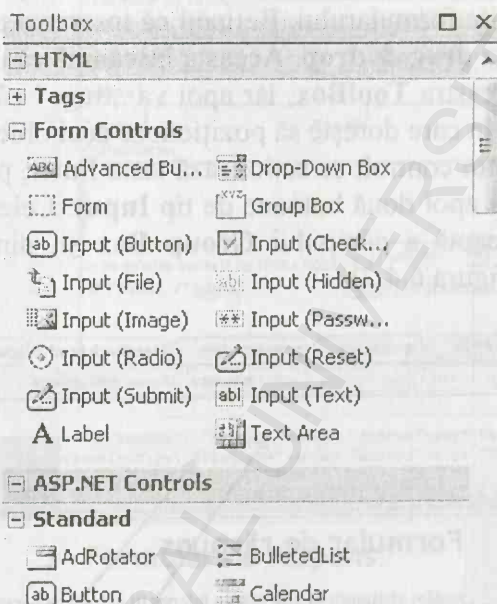 Toolbox
HTML
Tags
Form Controls
Advanced Bu... Drop-Down Box
Form Group Box
Input (Button) Input (Check...
Input (File) Input (Hidden)
Input (Image) Input (Passw...
Input (Radio) Input (Reset)
Input (Submit) Input (Text)
Label Text Area
ASP.NET Controls
Standard
AdRotator BulletedList
Button Calendar